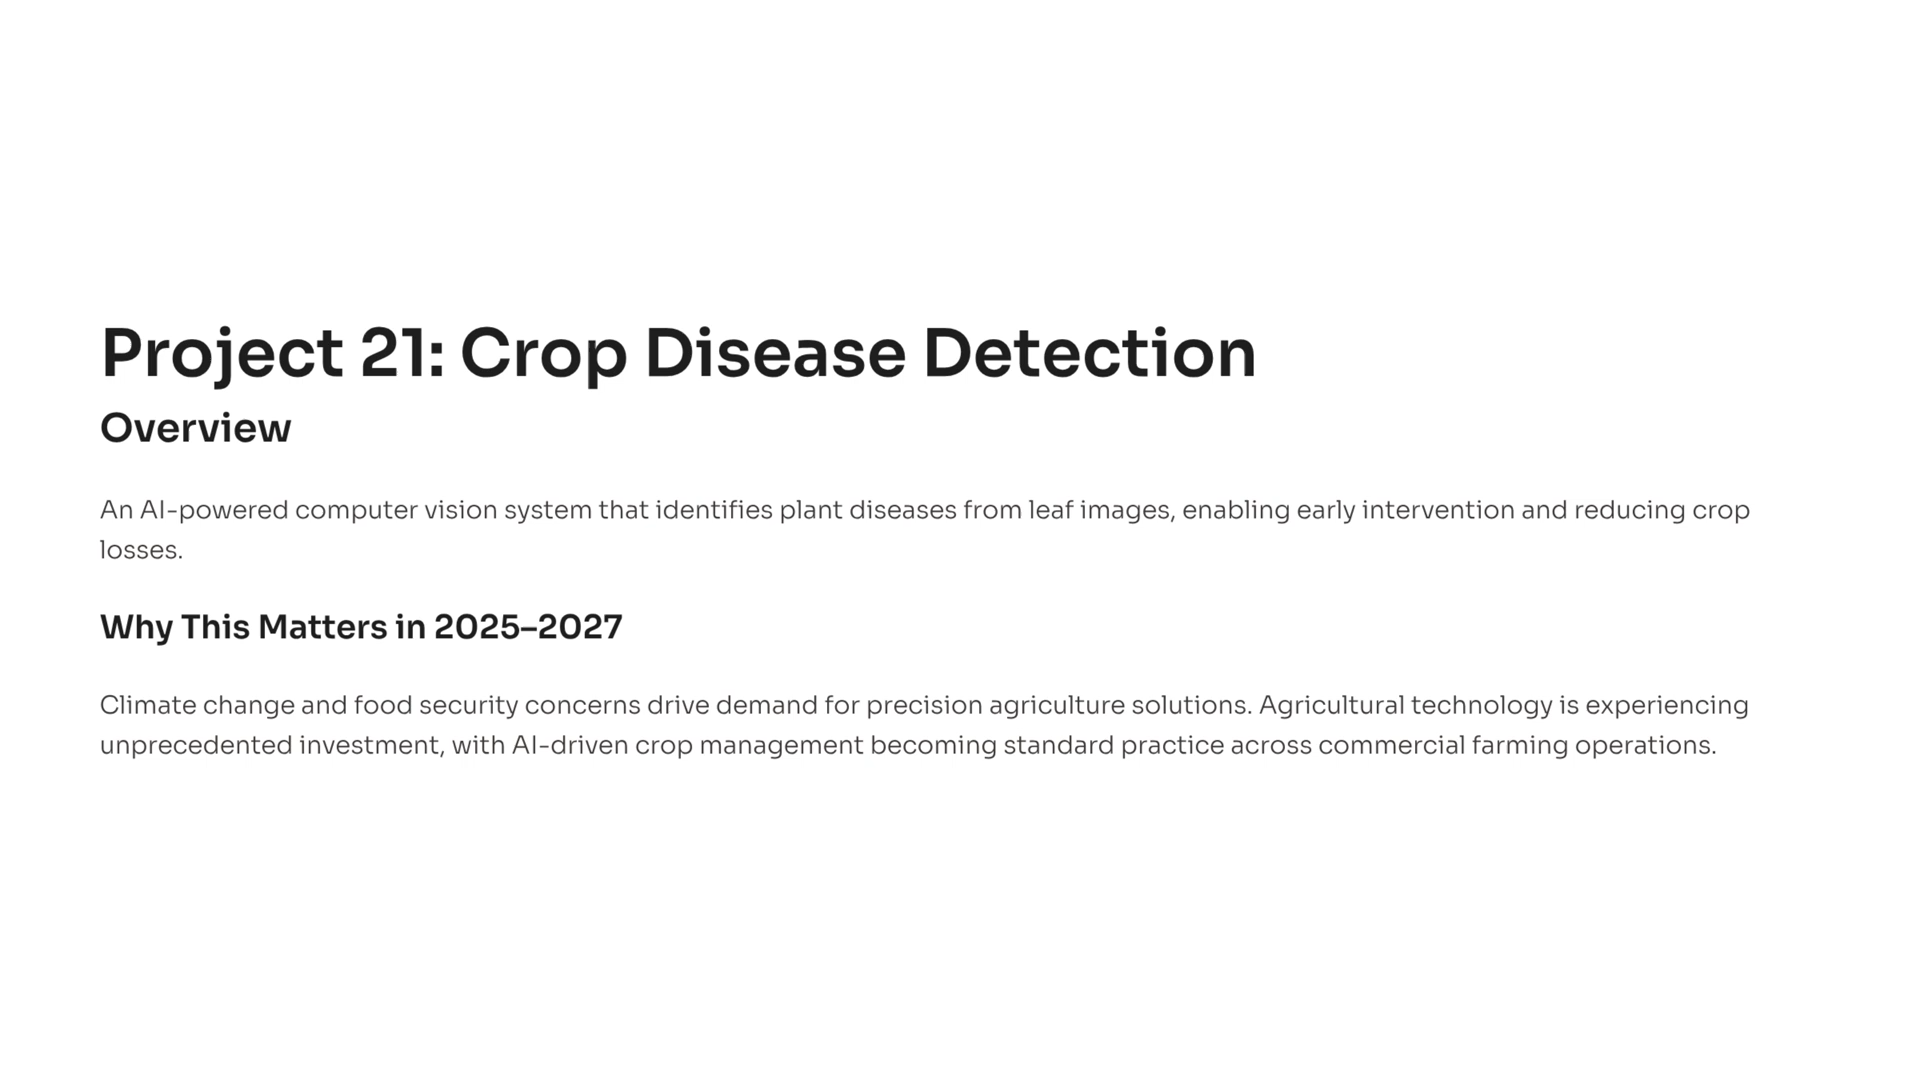 Project 21: Crop Disease Detection
Overview
An AI-powered computer vision system that identifies plant diseases from leaf images, enabling early intervention and reducing crop
losses.
Why This Matters in 2025–2027
Climate change and food security concerns drive demand for precision agriculture solutions. Agricultural technology is experiencing
unprecedented investment, with AI-driven crop management becoming standard practice across commercial farming operations.